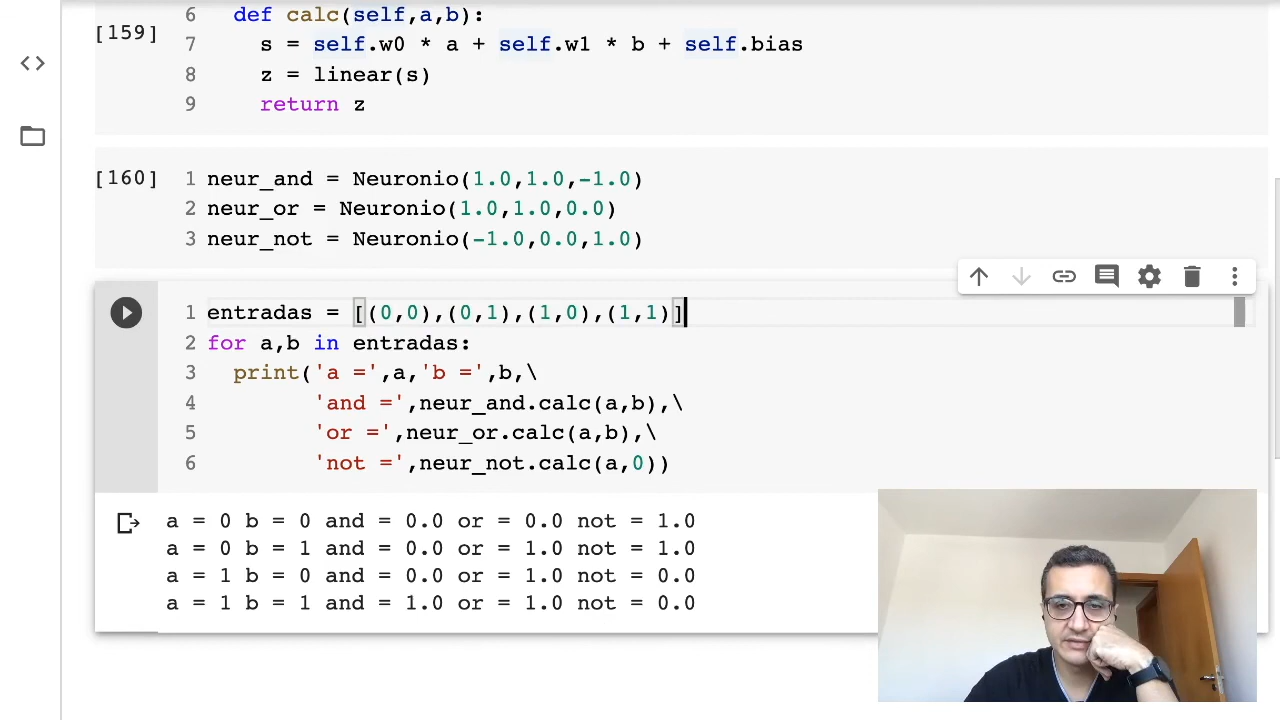 6 def calc(self,a,b):
[159]
7 s = self.w0 * a + self.w1 * b + self.bias
8 z = linear(s)
9 return z
[160] 1 neur_and = Neuronio(1.0,1.0,-1.0)
2 neur_or = Neuronio(1.0,1.0,0.0)
3 neur_not = Neuronio(-1.0,0.0,1.0)
1 entradas = [(0,0),(0,1),(1,0),(1,1)]
2 for a,b in entradas:
3 print('a =',a,'b =',b,\
4 'and =',neur_and.calc(a,b),\
5 'or =',neur_or.calc(a,b),\
6 'not =',neur_not.calc(a,0))
a = 0 b = 0 and = 0.0 or = 0.0 not = 1.0
a = 0 b = 1 and = 0.0 or = 1.0 not = 1.0
a = 1 b = 0 and = 0.0 or = 1.0 not = 0.0
a = 1 b = 1 and = 1.0 or = 1.0 not = 0.0